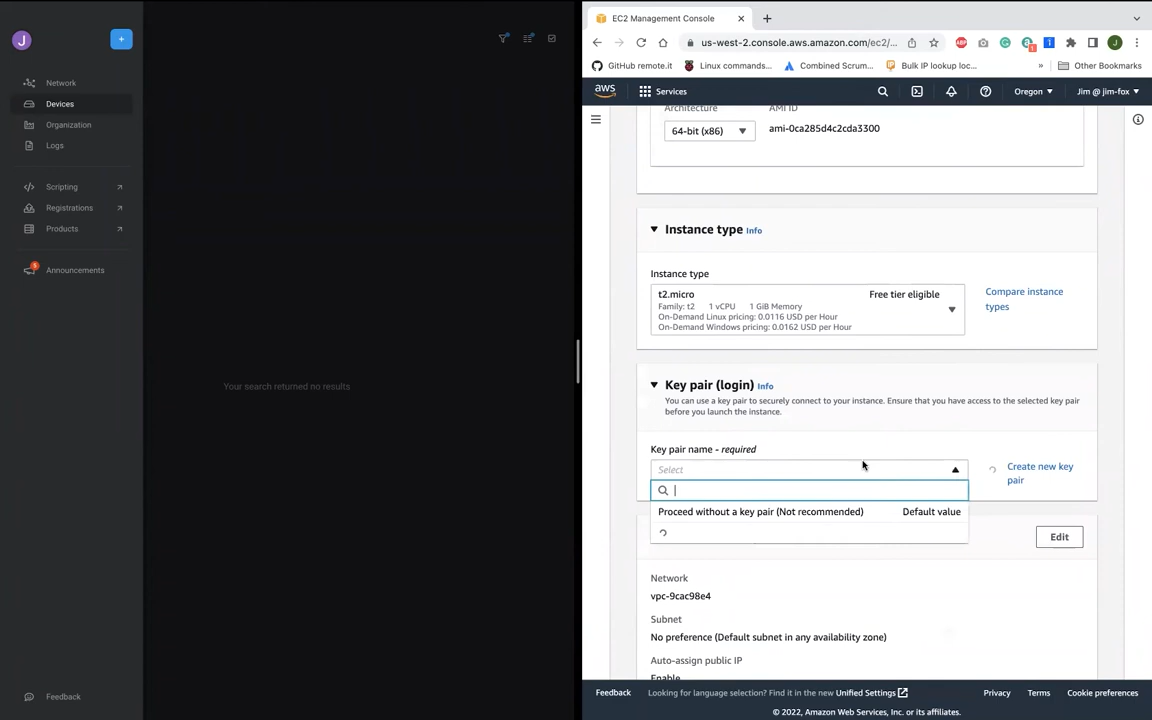 J
+
Network
Devices
Organization
Logs
Scripting
Registrations
Products
5
Announcements
Your search returned no results
Feedback
EC2 Management Console
us-west-2.console.aws.amazon.com/ec2/...
ABP
1
J
GitHub remote.it
Linux commands...
Combined Scrum...
Bulk IP lookup loc...
»
Other Bookmarks
aws
Services
Oregon
Jim @ jim-fox
Architecture
AMI ID
64-bit (x86)
ami-0ca285d4c2cda3300
Instance type Info
Instance type
t2.micro
Free tier eligible
Family: t2 1 vCPU 1 GiB Memory
On-Demand Linux pricing: 0.0116 USD per Hour
On-Demand Windows pricing: 0.0162 USD per Hour
Compare instance
types
Key pair (login) Info
You can use a key pair to securely connect to your instance. Ensure that you have access to the selected key pair
before you launch the instance.
Key pair name - required
Select
Create new key
pair
Proceed without a key pair (Not recommended)
Default value
Edit
Network
vpc-9cac98e4
Subnet
No preference (Default subnet in any availability zone)
Auto-assign public IP
Enable
Feedback
Looking for language selection? Find it in the new Unified Settings
Privacy
Terms
Cookie preferences
© 2022, Amazon Web Services, Inc. or its affiliates.